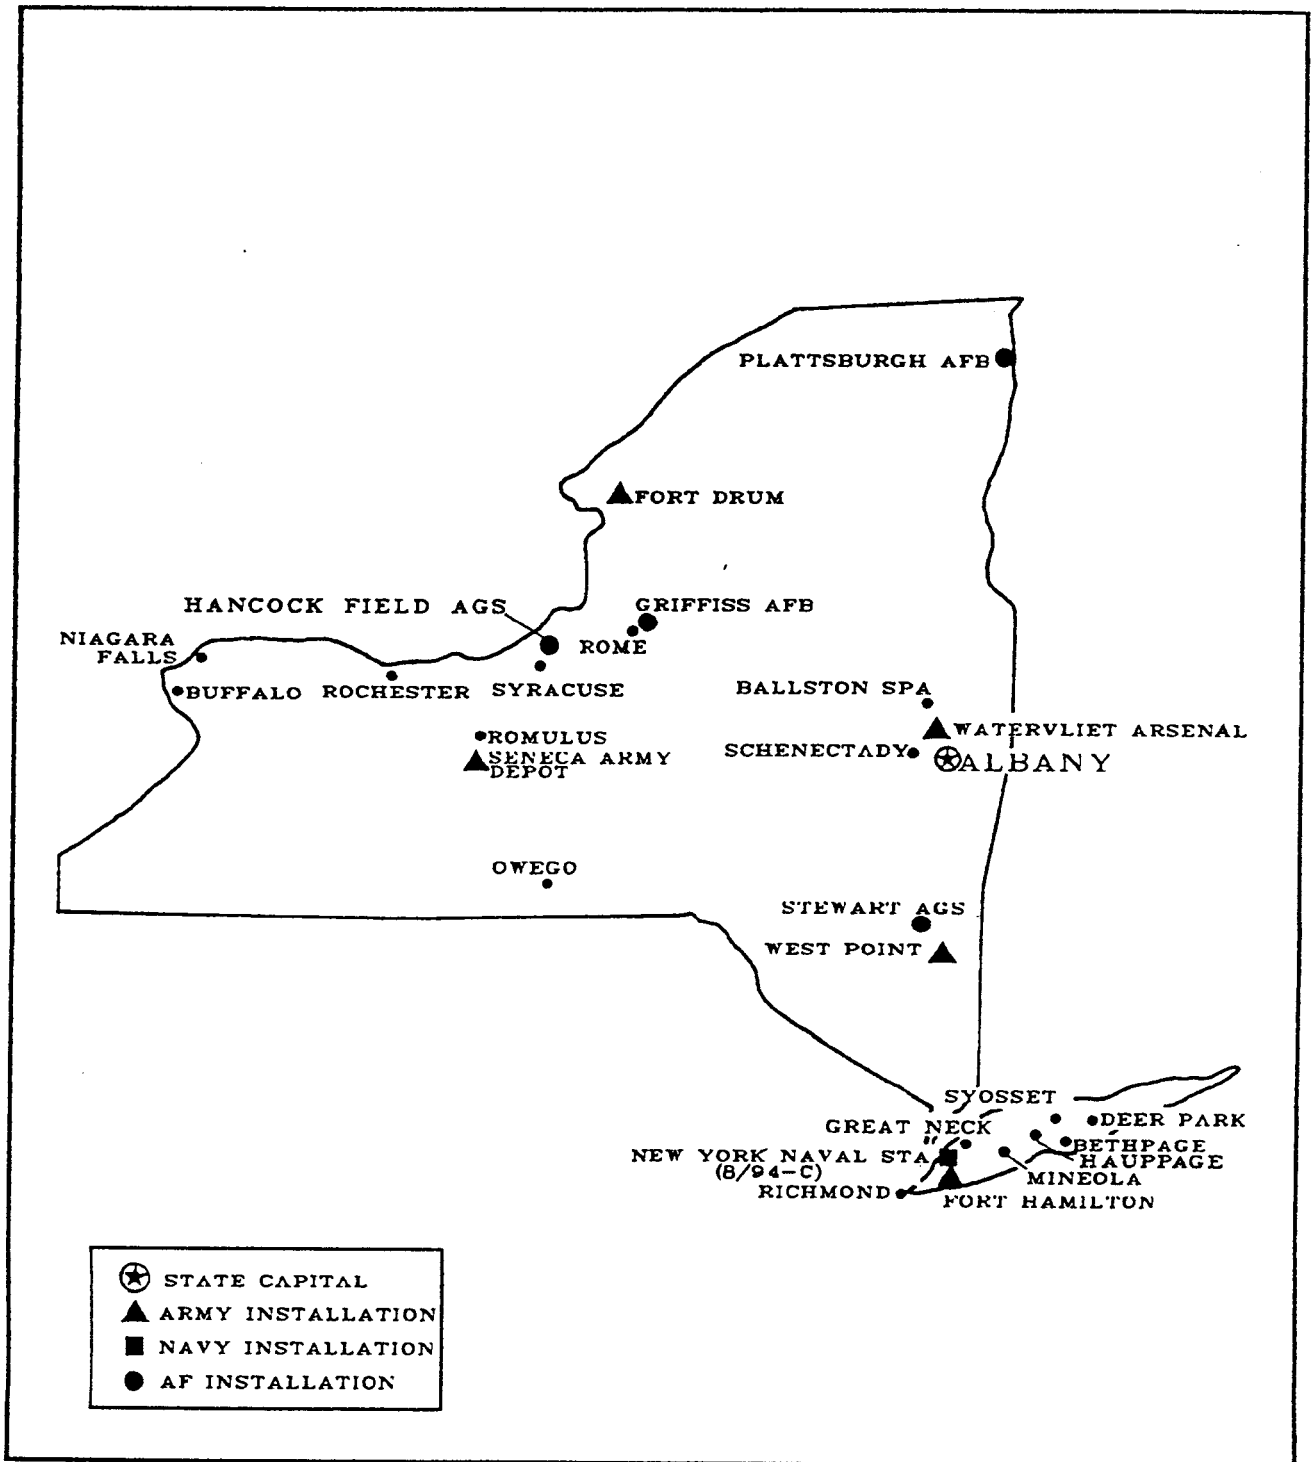 PLATTSBURGH AFB
FORT DRUM
HANCOCK FIELD AGS
GRIFFISS AFB
NIAGARA
FALLS
ROME
BUFFALO
ROCHESTER
SYRACUSE
BALLSTON SPA
ROMULUS
WATERVLIET ARSENAL
SENECA ARMY
DEPOT
SCHENECTADY
ALBANY
OWEGO
STEWART AGS
WEST POINT
SYOSSET
GREAT NECK
DEER PARK
NEW YORK NAVAL STA
(8/94-C)
BETHPAGE
HAUPPAGE
MINEOLA
RICHMOND
FORT HAMILTON
STATE CAPITAL
ARMY INSTALLATION
NAVY INSTALLATION
AF INSTALLATION